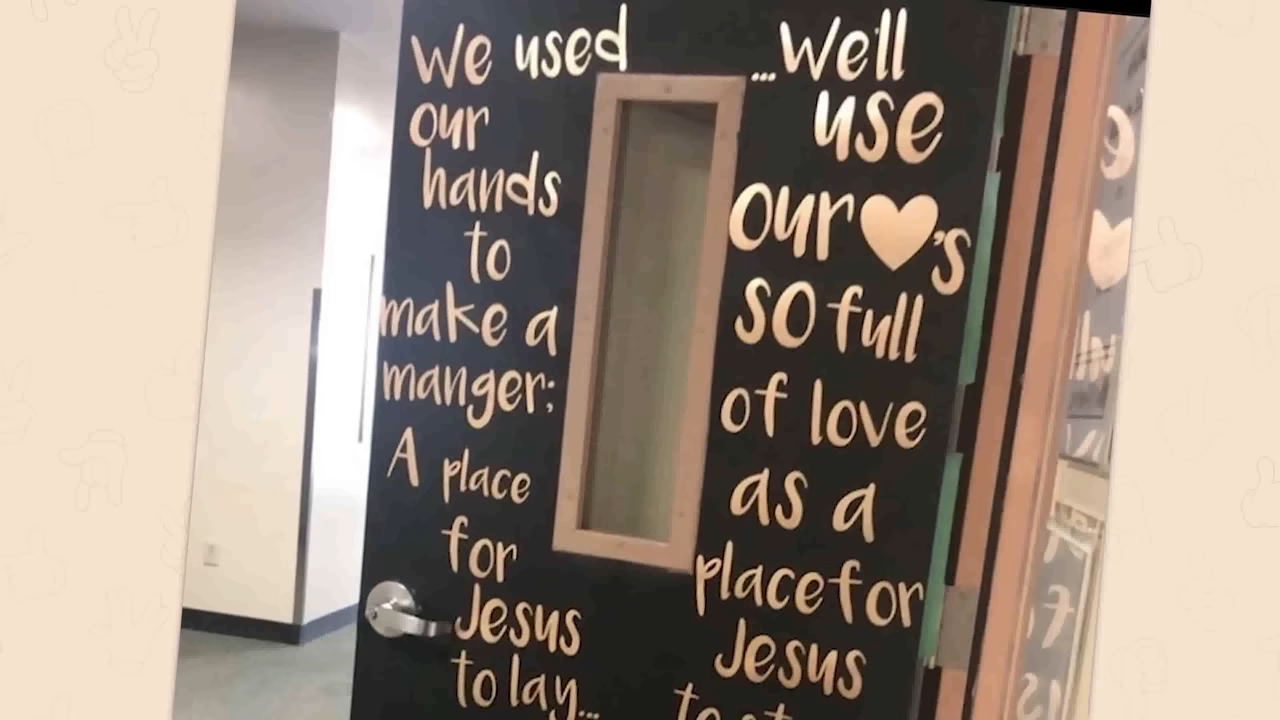 We used
our
hands
to
make a
manger;
A place
for
Jesus
to lay...
...We'll
use
our ♥'s
so full
of love
as a
place for
Jesus
to